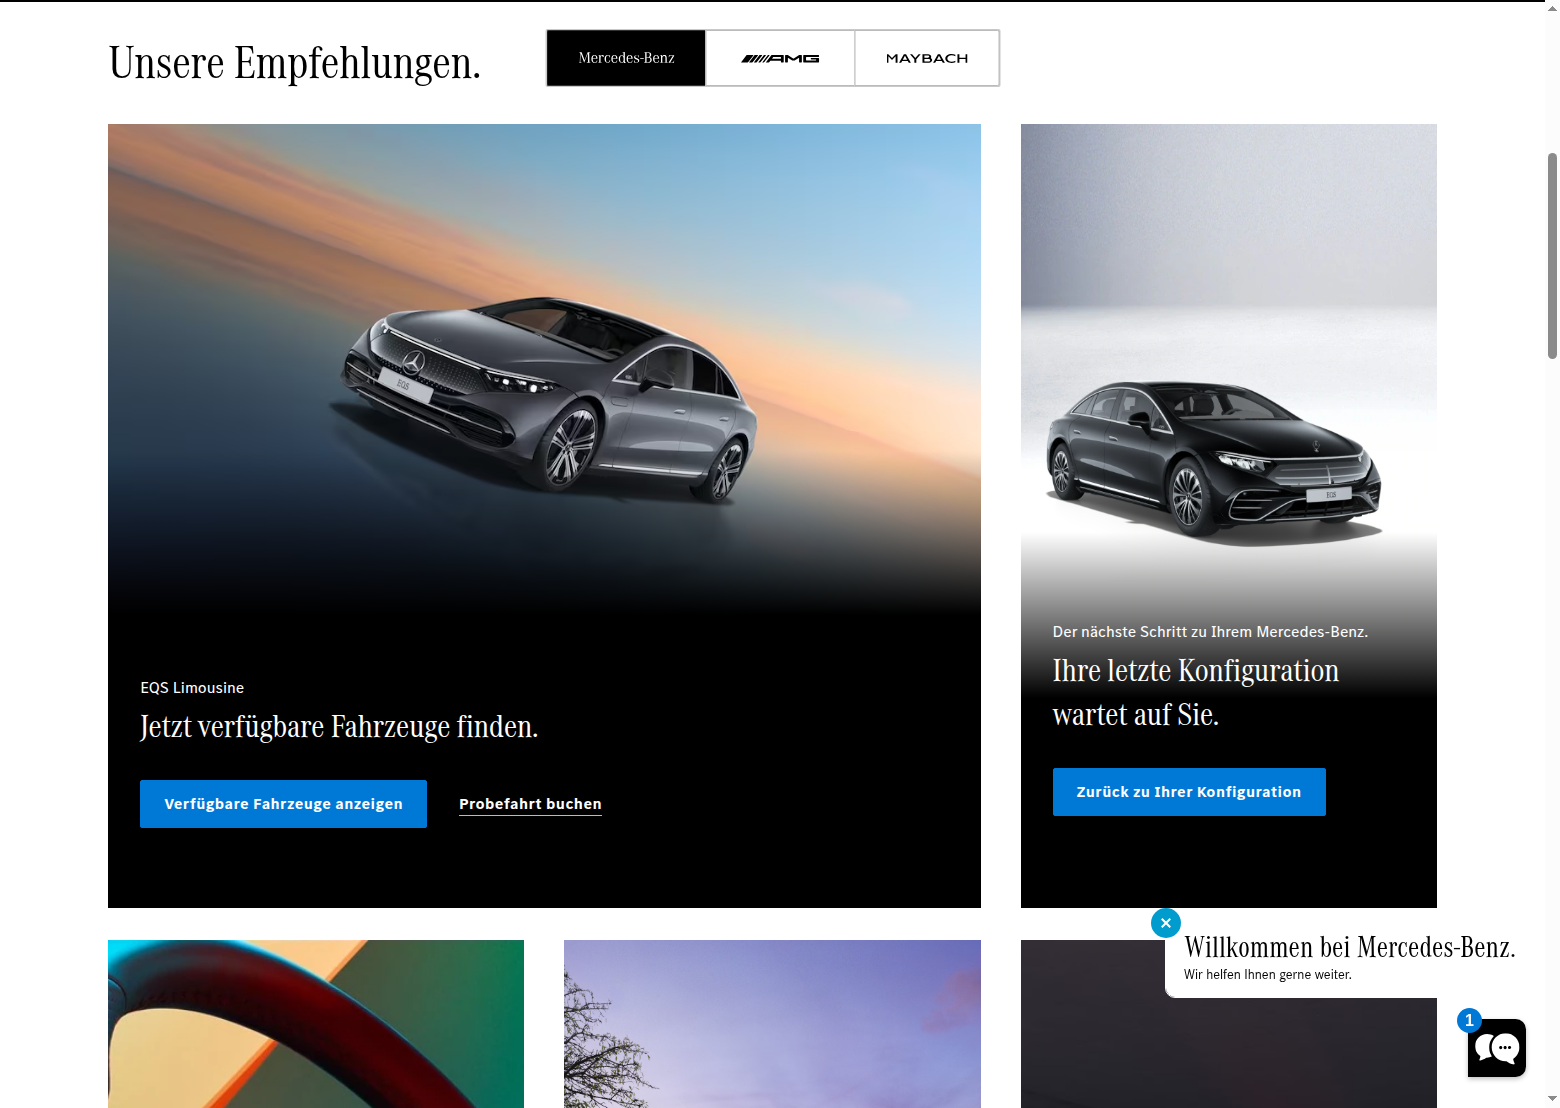 Unsere Empfehlungen.
Mercedes-Benz
AMG
MAYBACH
EQS
EQS
EQS Limousine
Jetzt verfügbare Fahrzeuge finden.
Verfügbare Fahrzeuge anzeigen
Probefahrt buchen
Der nächste Schritt zu Ihrem Mercedes-Benz.
Ihre letzte Konfiguration
wartet auf Sie.
Zurück zu Ihrer Konfiguration
Willkommen bei Mercedes-Benz.
Wir helfen Ihnen gerne weiter.
1